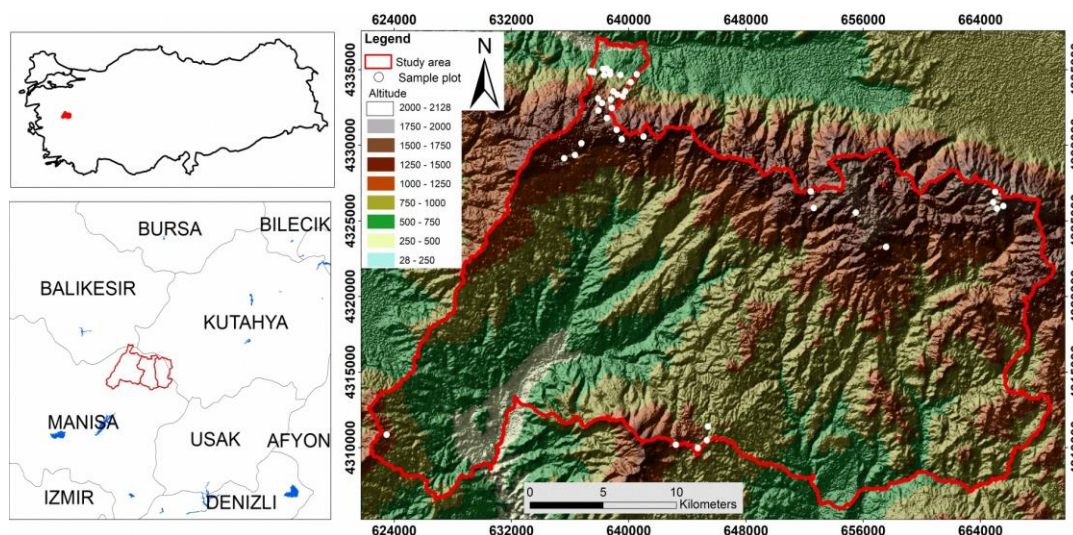 BURSA
BILECIK
BALIKESIR
KUTAHYA
MANISA
USAK
AFYON
IZMIR
DENIZLI
624000 632000 640000 648000 656000 664000
Legend
Study area
Sample plot
Altitude
2000 - 2128
1750 - 2000
1500 - 1750
1250 - 1500
1000 - 1250
750 - 1000
500 - 750
250 - 500
28 - 250
N
4335000
4330000
4325000
4320000
4315000
4310000
0 5 10
Kilometers
624000 632000 640000 648000 656000 664000